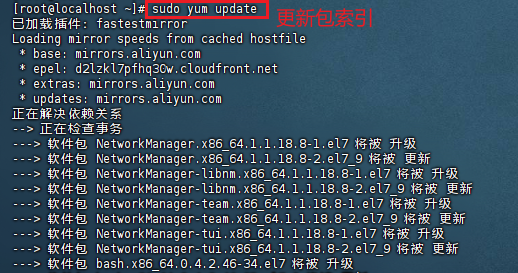 [root@localhost ~]# sudo yum update 更新包索引
已加载插件: fastestmirror
Loading mirror speeds from cached hostfile
 * base: mirrors.aliyun.com
 * epel: d2lzkl7pfhq30w.cloudfront.net
 * extras: mirrors.aliyun.com
 * updates: mirrors.aliyun.com
正在解决依赖关系
--> 正在检查事务
---> 软件包 NetworkManager.x86_64.1.1.18.8-1.el7 将被 升级
---> 软件包 NetworkManager.x86_64.1.1.18.8-2.el7_9 将被 更新
---> 软件包 NetworkManager-libnm.x86_64.1.1.18.8-1.el7 将被 升级
---> 软件包 NetworkManager-libnm.x86_64.1.1.18.8-2.el7_9 将被 更新
---> 软件包 NetworkManager-team.x86_64.1.1.18.8-1.el7 将被 升级
---> 软件包 NetworkManager-team.x86_64.1.1.18.8-2.el7_9 将被 更新
---> 软件包 NetworkManager-tui.x86_64.1.1.18.8-1.el7 将被 升级
---> 软件包 NetworkManager-tui.x86_64.1.1.18.8-2.el7_9 将被 更新
---> 软件包 bash.x86_64.0.4.2.46-34.el7 将被 升级